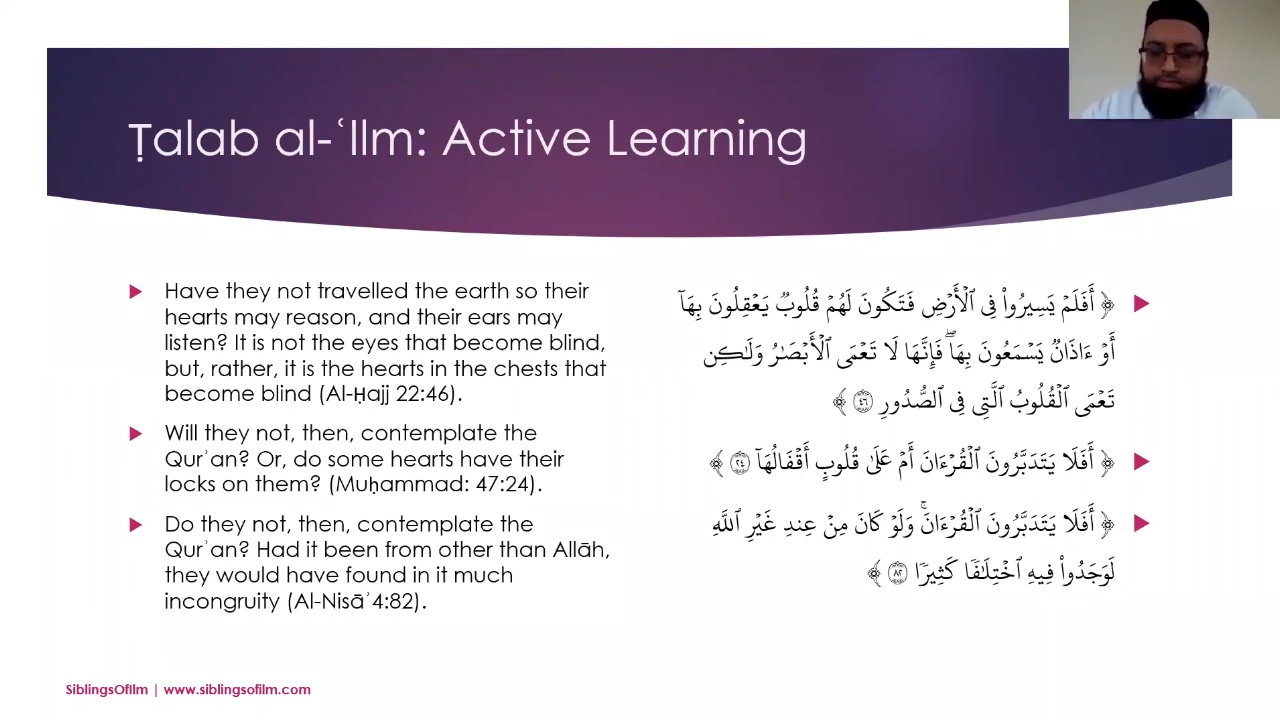 Ṭalab al-ʿIlm: Active Learning
Have they not travelled the earth so their
hearts may reason, and their ears may
listen? It is not the eyes that become blind,
but, rather, it is the hearts in the chests that
become blind (Al-Ḥajj 22:46).
Will they not, then, contemplate the
Qurʾan? Or, do some hearts have their
locks on them? (Muḥammad: 47:24).
Do they not, then, contemplate the
Qurʾan? Had it been from other than Allāh,
they would have found in it much
incongruity (Al-Nisāʾ4:82).
﴿ أَفَلَمۡ يَسِيرُواْ فِي ٱلۡأَرۡضِ فَتَكُونَ لَهُمۡ قُلُوبٞ يَعۡقِلُونَ بِهَآ
أَوۡ ءَاذَانٞ يَسۡمَعُونَ بِهَاۖ فَإِنَّهَا لَا تَعۡمَى ٱلۡأَبۡصَٰرُ وَلَٰكِن
تَعۡمَى ٱلۡقُلُوبُ ٱلَّتِي فِي ٱلصُّدُورِ ٤٦ ﴾
﴿ أَفَلَا يَتَدَبَّرُونَ ٱلۡقُرۡءَانَ أَمۡ عَلَىٰ قُلُوبٍ أَقۡفَالُهَآ ٢٤ ﴾
﴿ أَفَلَا يَتَدَبَّرُونَ ٱلۡقُرۡءَانَۚ وَلَوۡ كَانَ مِنۡ عِندِ غَيۡرِ ٱللَّهِ
لَوَجَدُواْ فِيهِ ٱخۡتِلَٰفٗا كَثِيرٗا ٨٢ ﴾
SiblingsOfIlm | www.siblingsofilm.com